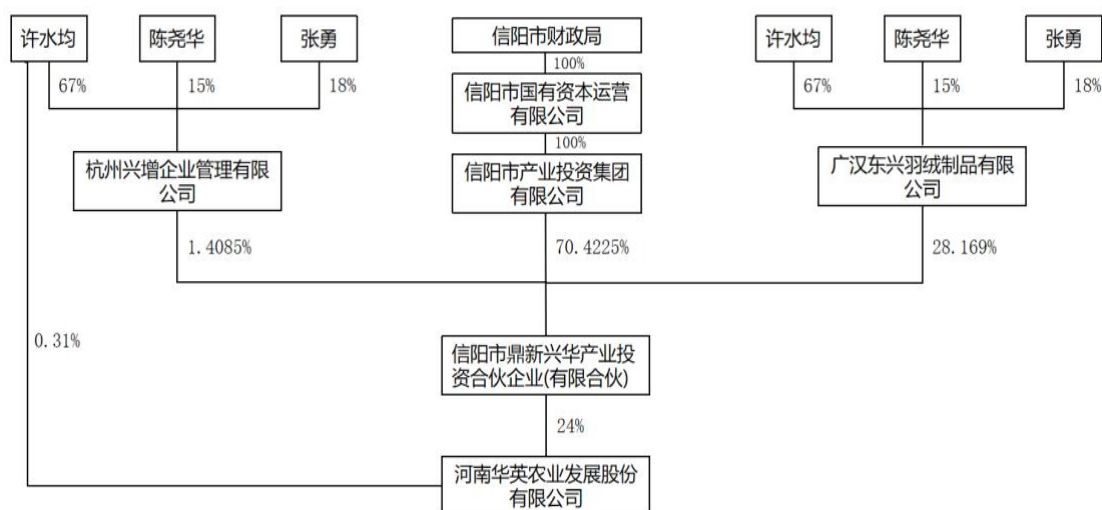 许水均
陈尧华
张勇
信阳市财政局
许水均
陈尧华
张勇
67%
15%
18%
100%
67%
15%
18%
信阳市国有资本运营
有限公司
100%
杭州兴增企业管理有限
公司
信阳市产业投资集团
有限公司
广汉东兴羽绒制品有限
公司
1.4085%
70.4225%
28.169%
0.31%
信阳市鼎新兴华产业投
资合伙企业(有限合伙)
24%
河南华英农业发展股份
有限公司